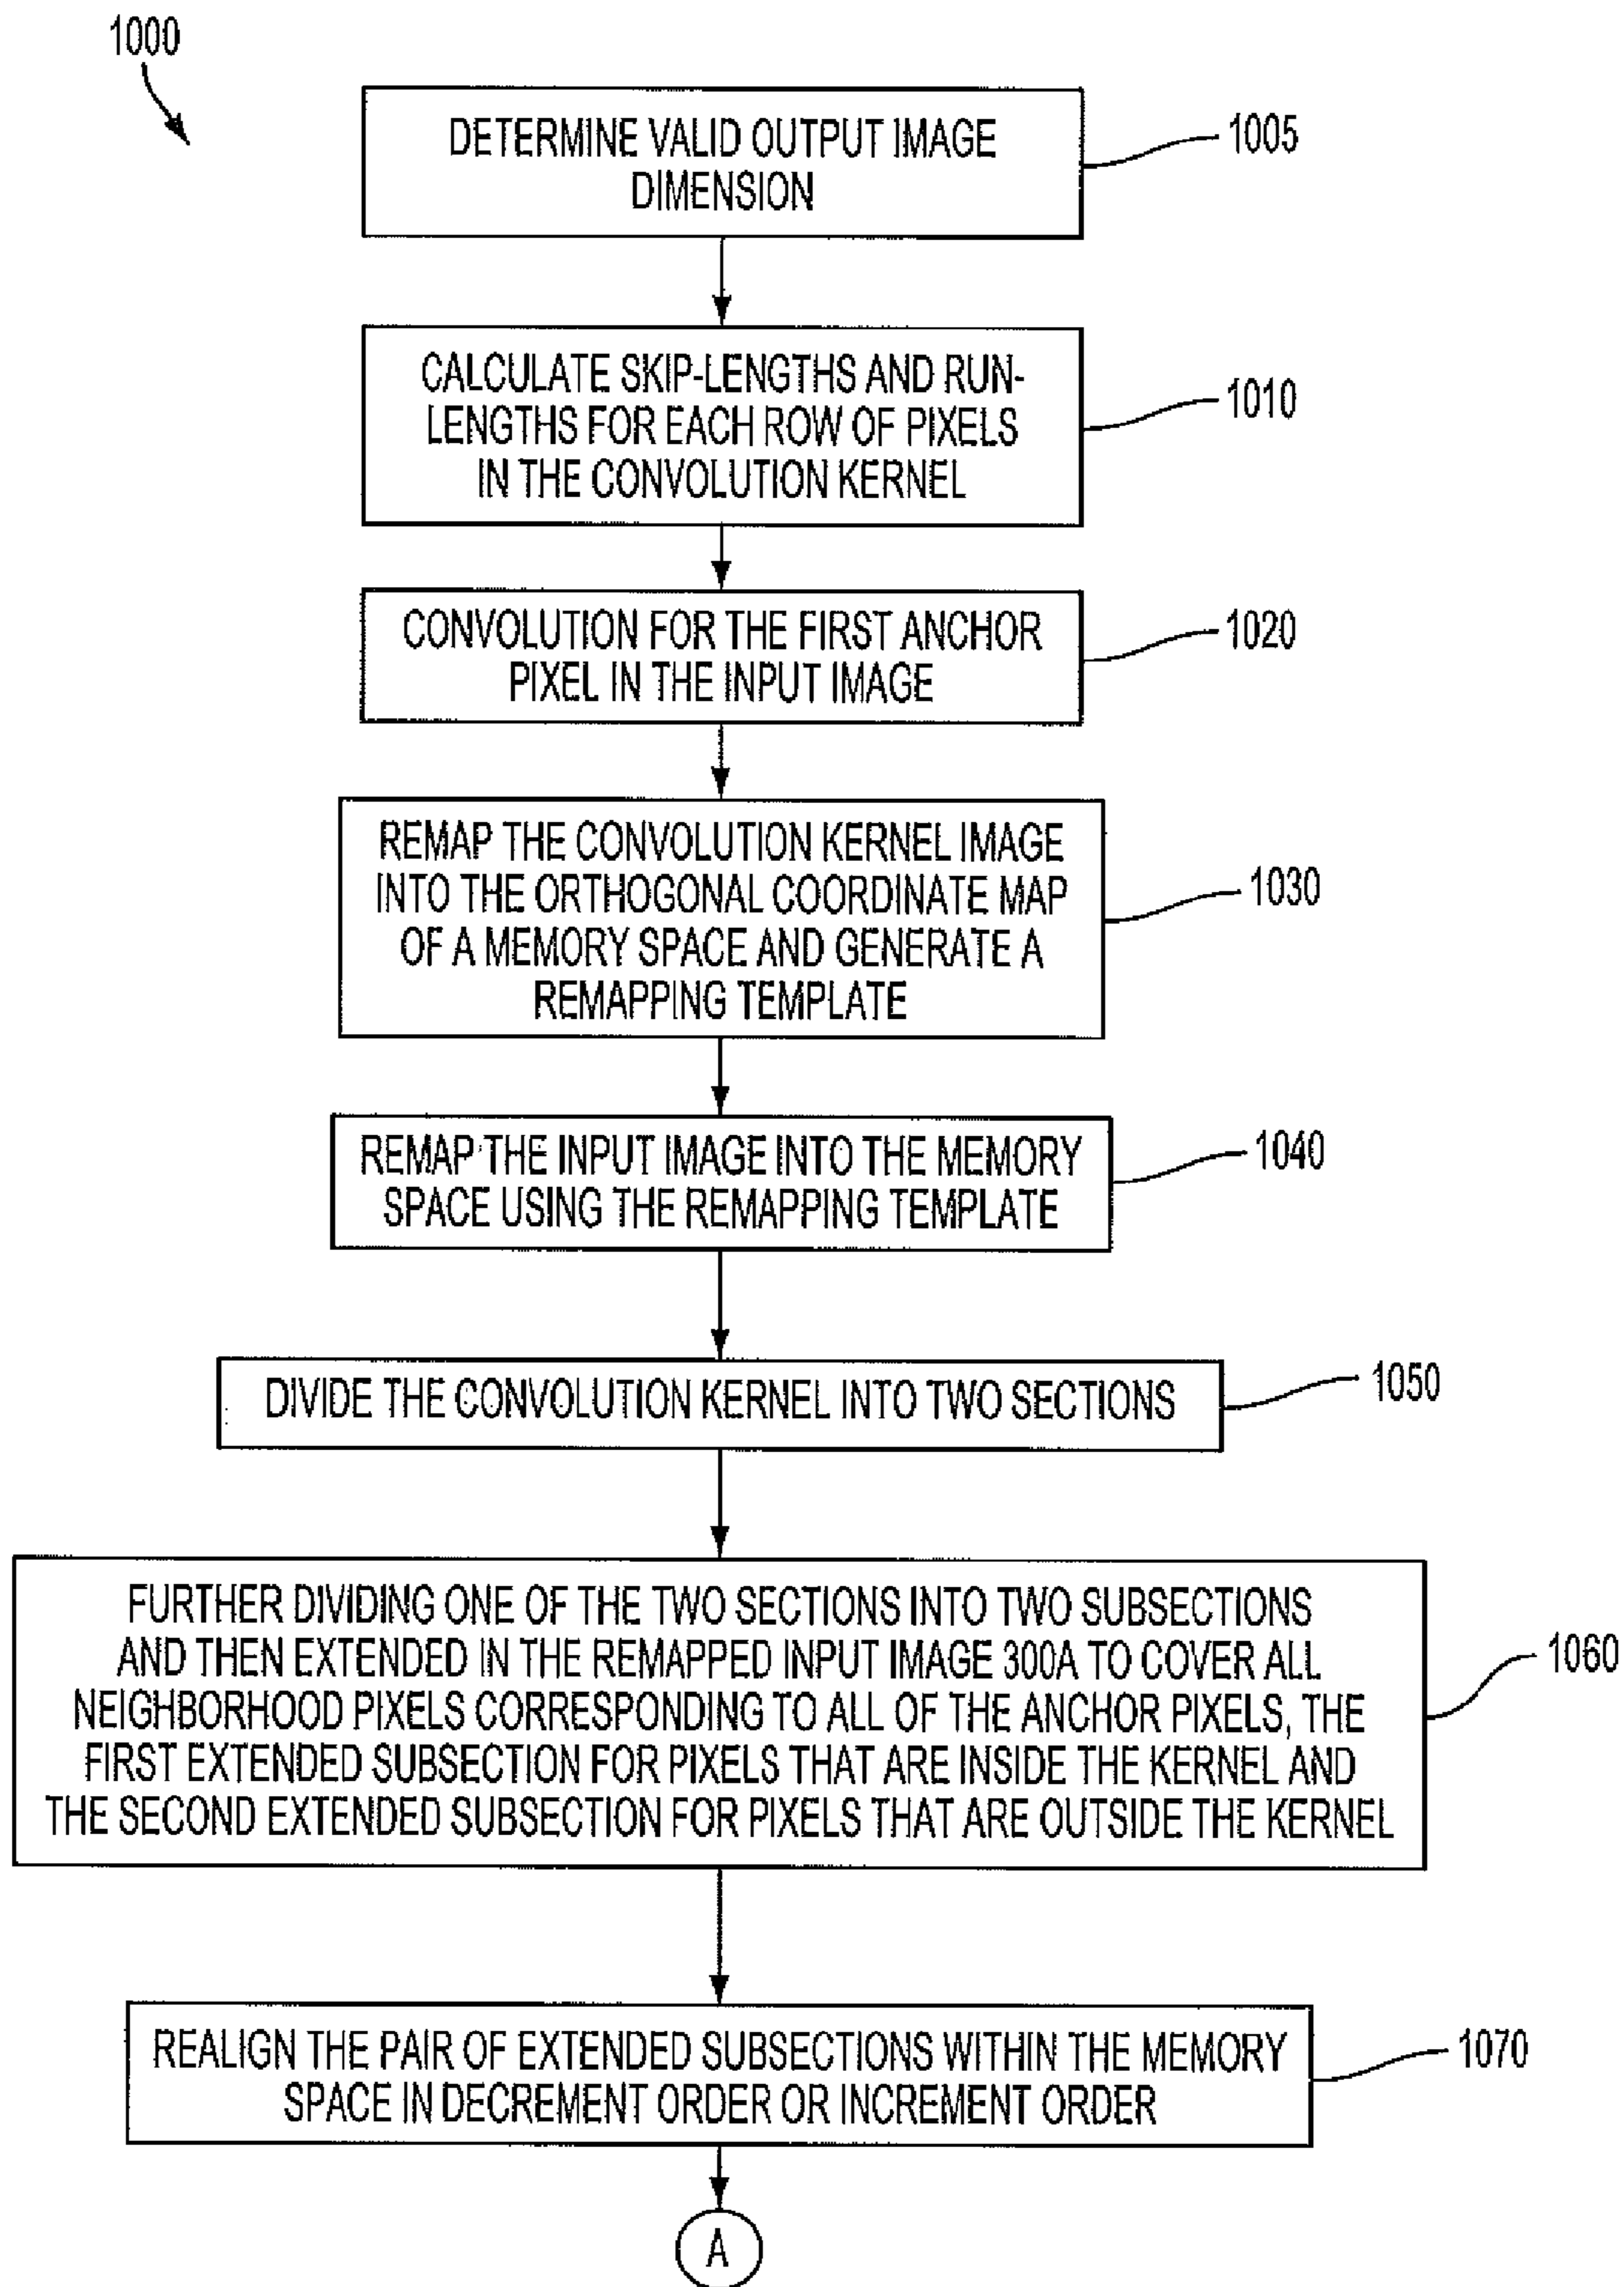 1000
DETERMINE VALID OUTPUT IMAGE
DIMENSION
1005
CALCULATE SKIP-LENGTHS AND RUN-
LENGTHS FOR EACH ROW OF PIXELS
IN THE CONVOLUTION KERNEL
1010
CONVOLUTION FOR THE FIRST ANCHOR
PIXEL IN THE INPUT IMAGE
1020
REMAP THE CONVOLUTION KERNEL IMAGE
INTO THE ORTHOGONAL COORDINATE MAP
OF A MEMORY SPACE AND GENERATE A
REMAPPING TEMPLATE
1030
REMAP THE INPUT IMAGE INTO THE MEMORY
SPACE USING THE REMAPPING TEMPLATE
1040
DIVIDE THE CONVOLUTION KERNEL INTO TWO SECTIONS
1050
FURTHER DIVIDING ONE OF THE TWO SECTIONS INTO TWO SUBSECTIONS
AND THEN EXTENDED IN THE REMAPPED INPUT IMAGE 300A TO COVER ALL
NEIGHBORHOOD PIXELS CORRESPONDING TO ALL OF THE ANCHOR PIXELS, THE
FIRST EXTENDED SUBSECTION FOR PIXELS THAT ARE INSIDE THE KERNEL AND
THE SECOND EXTENDED SUBSECTION FOR PIXELS THAT ARE OUTSIDE THE KERNEL
1060
REALIGN THE PAIR OF EXTENDED SUBSECTIONS WITHIN THE MEMORY
SPACE IN DECREMENT ORDER OR INCREMENT ORDER
1070
A